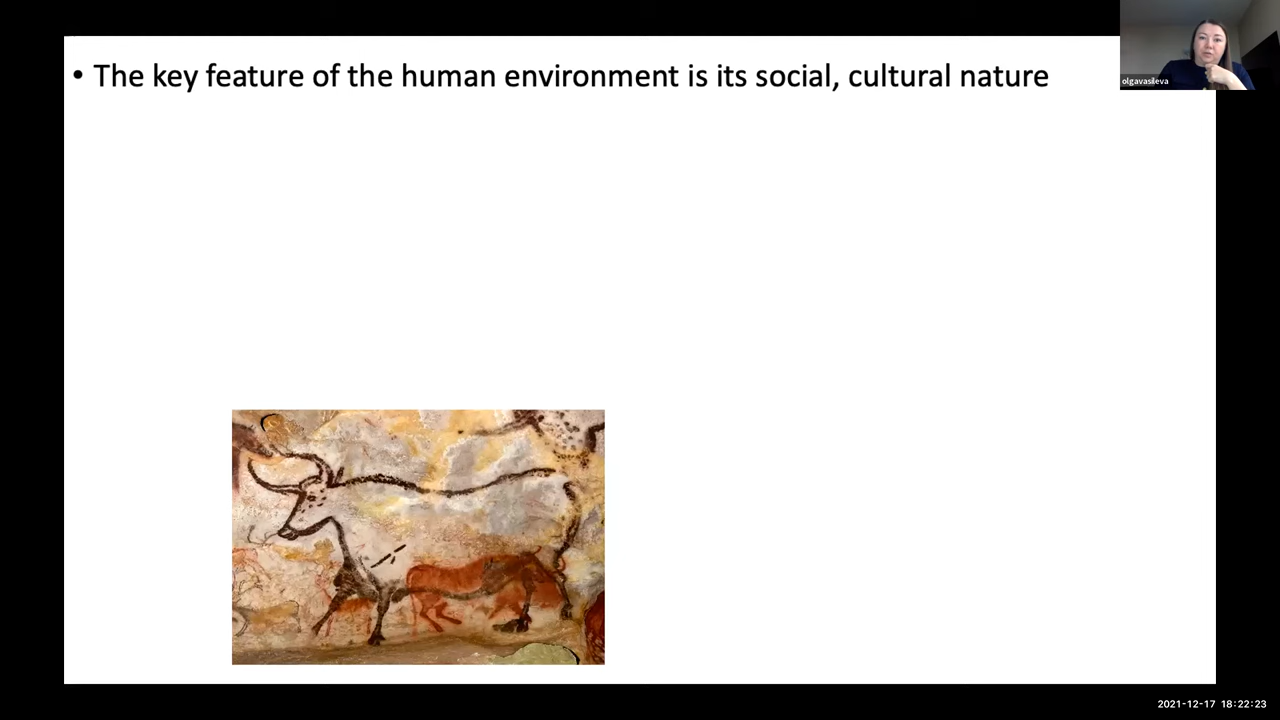 • The key feature of the human environment is its social, cultural nature
olgavasileva
2021-12-17 18:22:23